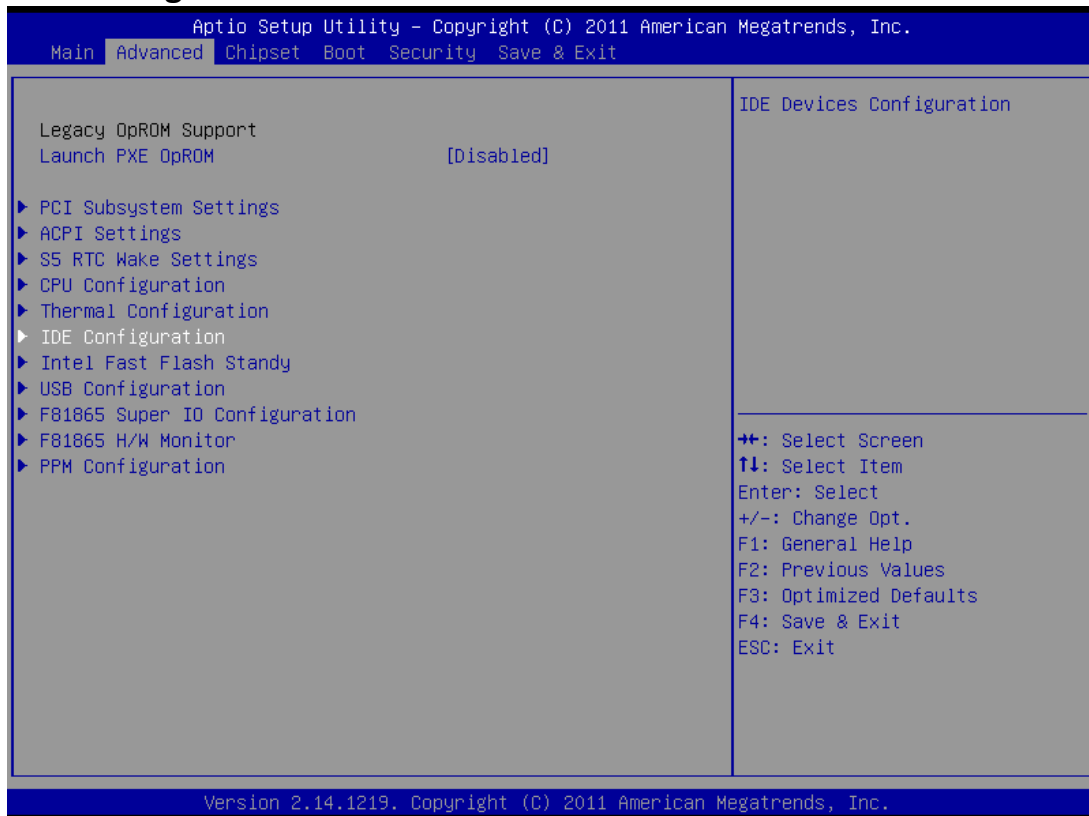 Aptio Setup Utility – Copyright (C) 2011 American Megatrends, Inc.
Main Advanced Chipset Boot Security Save & Exit
Legacy OpROM Support
Launch PXE OpROM [Disabled]
▶ PCI Subsystem Settings
▶ ACPI Settings
▶ S5 RTC Wake Settings
▶ CPU Configuration
▶ Thermal Configuration
▶ IDE Configuration
▶ Intel Fast Flash Standy
▶ USB Configuration
▶ F81865 Super IO Configuration
▶ F81865 H/W Monitor
▶ PPM Configuration
IDE Devices Configuration
→←: Select Screen
↑↓: Select Item
Enter: Select
+/-: Change Opt.
F1: General Help
F2: Previous Values
F3: Optimized Defaults
F4: Save & Exit
ESC: Exit
Version 2.14.1219. Copyright (C) 2011 American Megatrends, Inc.